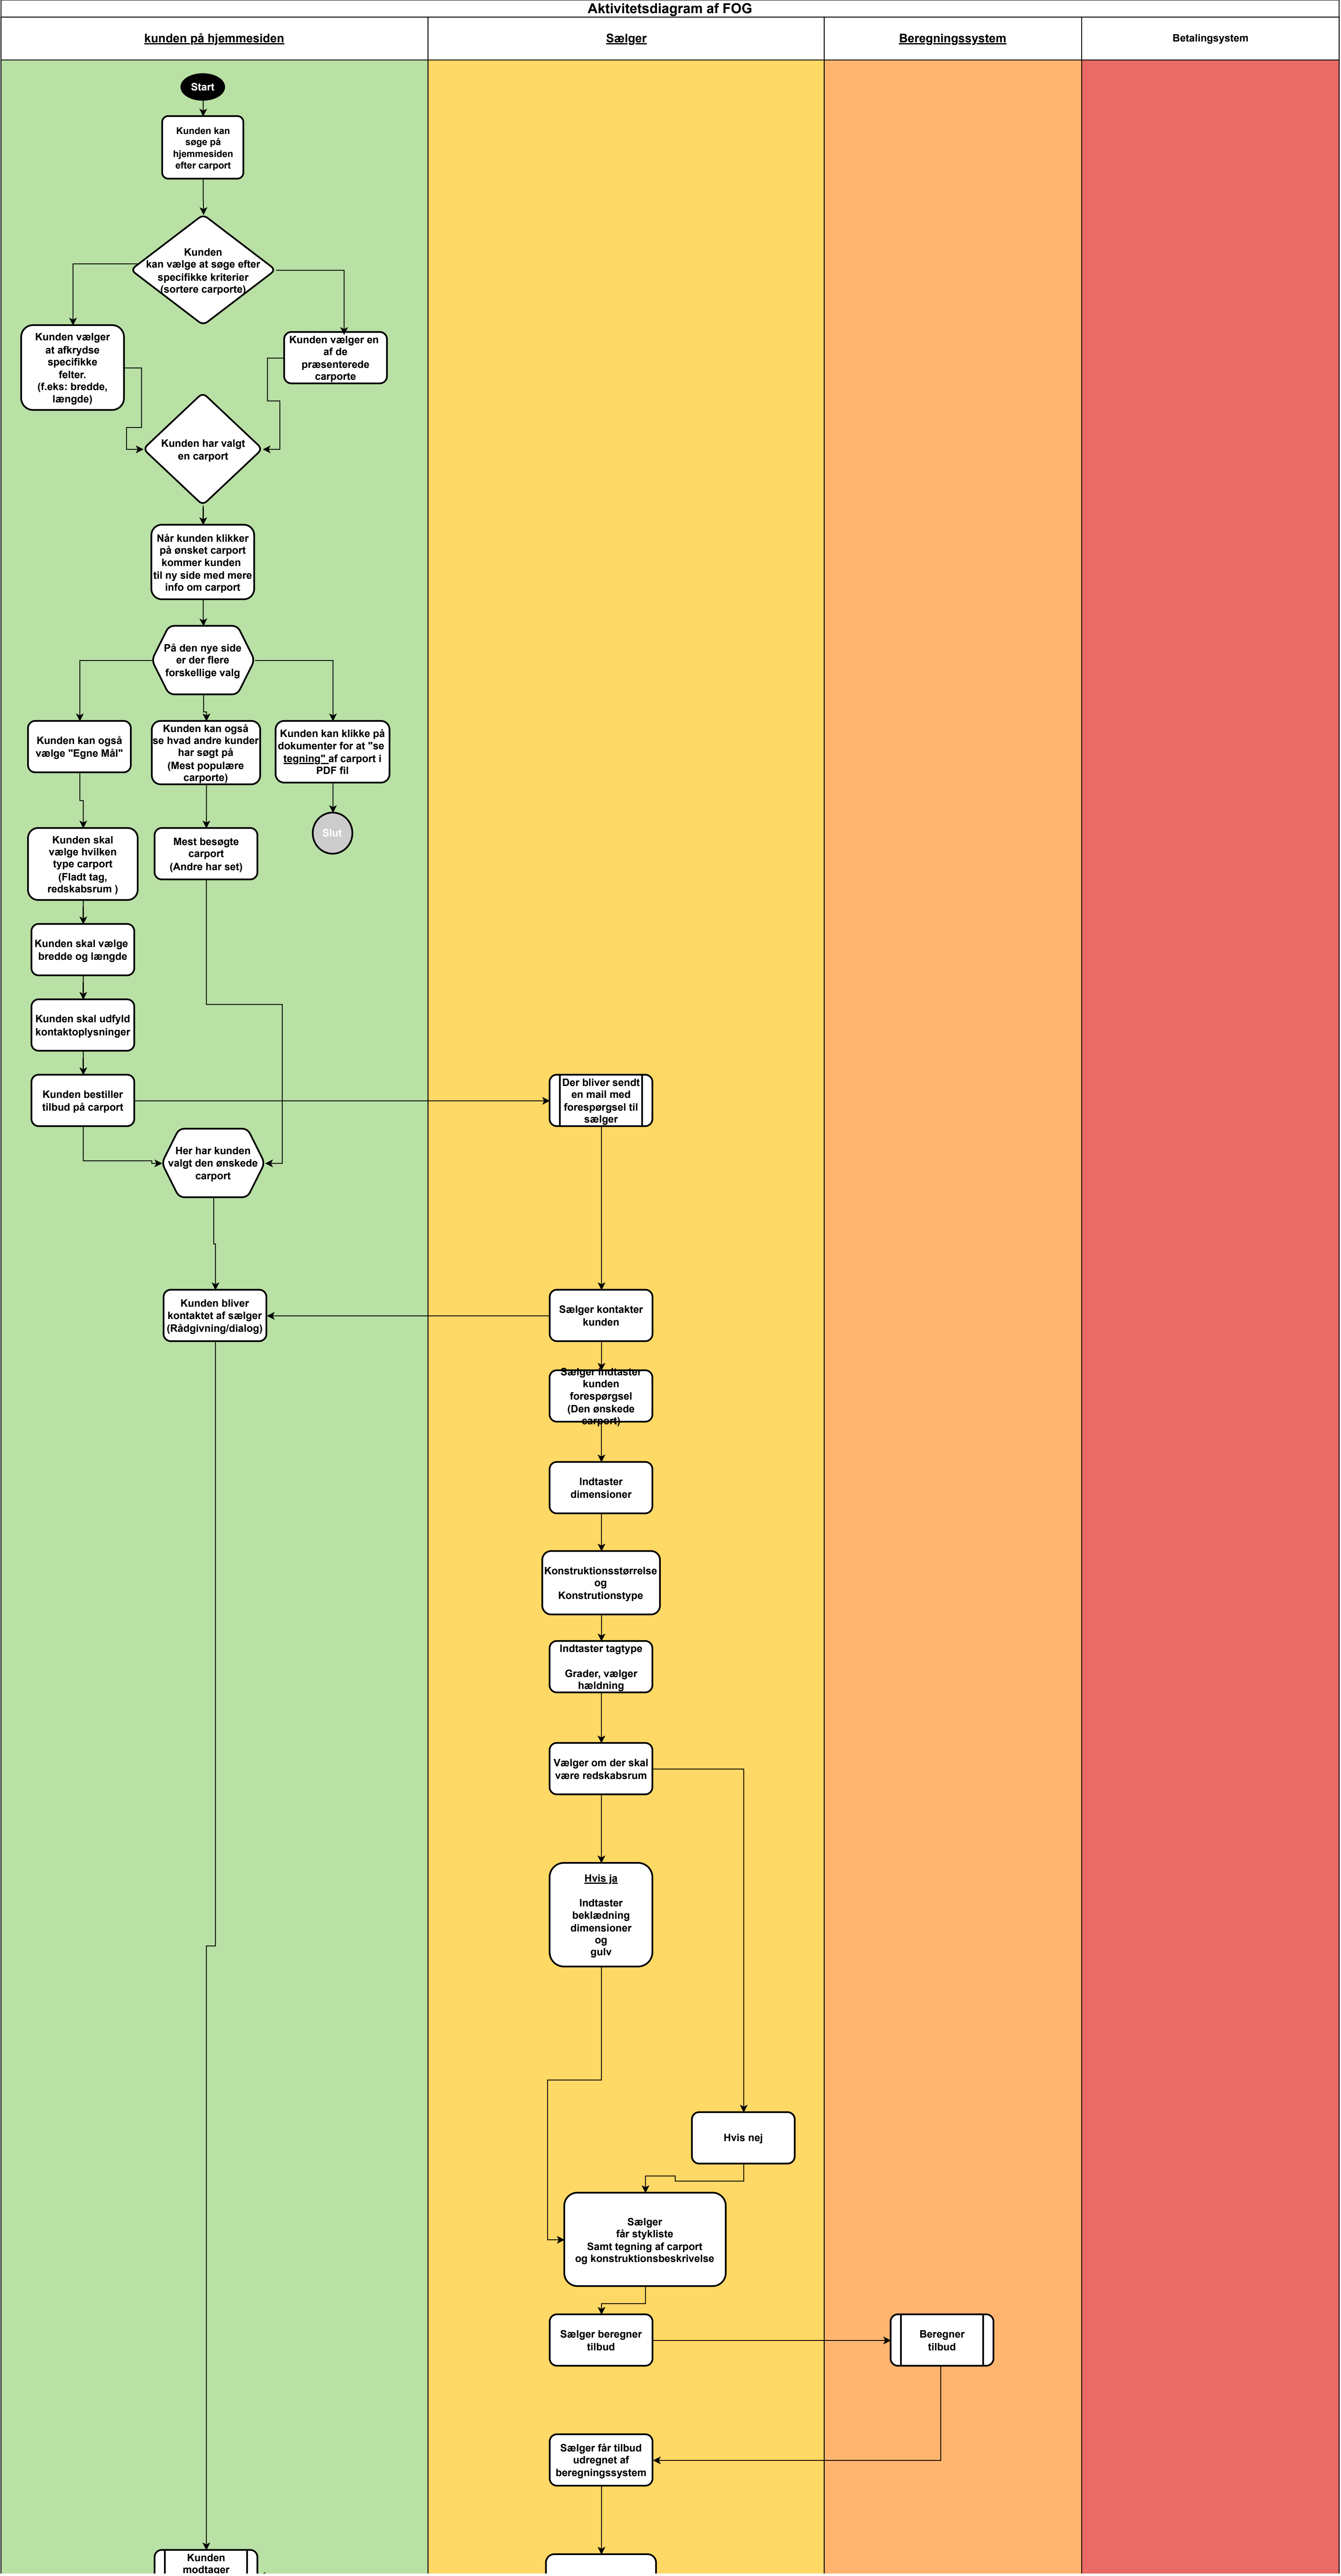 Aktivitetsdiagram af FOG
kunden på hjemmesiden
Sælger
Beregningssystem
Betalingsystem
Start
Kunden kan
søge på
hjemmesiden
efter carport
Kunden
kan vælge at søge efter
specifikke kriterier
(sortere carporte)
Kunden vælger
at afkrydse
specifikke
felter.
(f.eks: bredde,
længde)
Kunden vælger en
af de
præsenterede
carporte
Kunden har valgt
en carport
Når kunden klikker
på ønsket carport
kommer kunden
til ny side med mere
info om carport
På den nye side
er der flere
forskellige valg
Kunden kan også
vælge "Egne Mål"
Kunden kan også
se hvad andre kunder
har søgt på
(Mest populære
carporte)
Kunden kan klikke på
dokumenter for at "se
tegning" af carport i
PDF fil
Slut
Kunden skal
vælge hvilken
type carport
(Fladt tag,
redskabsrum )
Mest besøgte
carport
(Andre har set)
Kunden skal vælge
bredde og længde
Kunden skal udfyld
kontaktoplysninger
Kunden bestiller
tilbud på carport
Der bliver sendt
en mail med
forespørgsel til
sælger
Her har kunden
valgt den ønskede
carport
Kunden bliver
kontaktet af sælger
(Rådgivning/dialog)
Sælger kontakter
kunden
Sælger indtaster
kunden
forespørgsel
(Den ønskede
carport)
Indtaster
dimensioner
Konstruktionsstørrelse
og
Konstrutionstype
Indtaster tagtype
Grader, vælger
hældning
Vælger om der skal
være redskabsrum
Hvis ja
Indtaster
beklædning
dimensioner
og
gulv
Hvis nej
Sælger
får stykliste
Samt tegning af carport
og konstruktionsbeskrivelse
Sælger beregner
tilbud
Beregner
tilbud
Sælger får tilbud
udregnet af
beregningssystem
Kunden
modtager